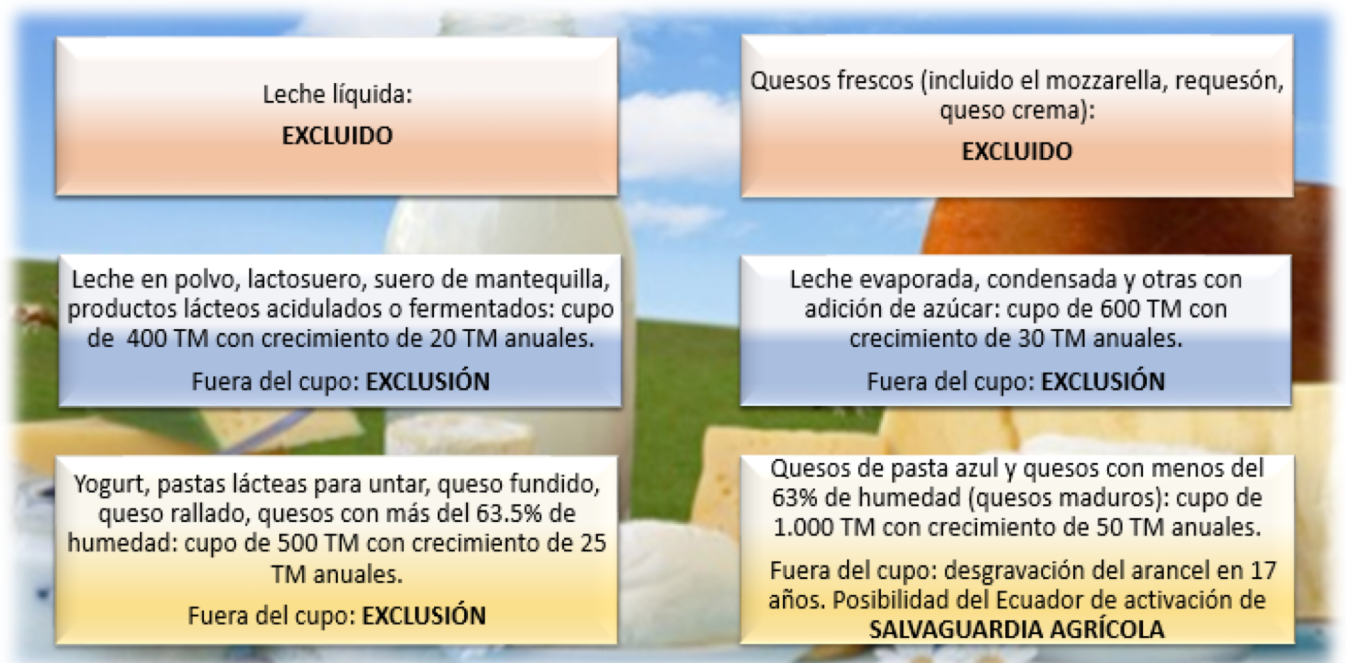 Leche líquida:
EXCLUIDO
Quesos frescos (incluido el mozzarella, requesón,
queso crema):
EXCLUIDO
Leche en polvo, lactosuero, suero de mantequilla,
productos lácteos acidulados o fermentados: cupo
de 400 TM con crecimiento de 20 TM anuales.
Fuera del cupo: EXCLUSIÓN
Leche evaporada, condensada y otras con
adición de azúcar: cupo de 600 TM con
crecimiento de 30 TM anuales.
Fuera del cupo: EXCLUSIÓN
Yogurt, pastas lácteas para untar, queso fundido,
queso rallado, quesos con más del 63.5% de
humedad: cupo de 500 TM con crecimiento de 25
TM anuales.
Fuera del cupo: EXCLUSIÓN
Quesos de pasta azul y quesos con menos del
63% de humedad (quesos maduros): cupo de
1.000 TM con crecimiento de 50 TM anuales.
Fuera del cupo: desgravación del arancel en 17
años. Posibilidad del Ecuador de activación de
SALVAGUARDIA AGRÍCOLA